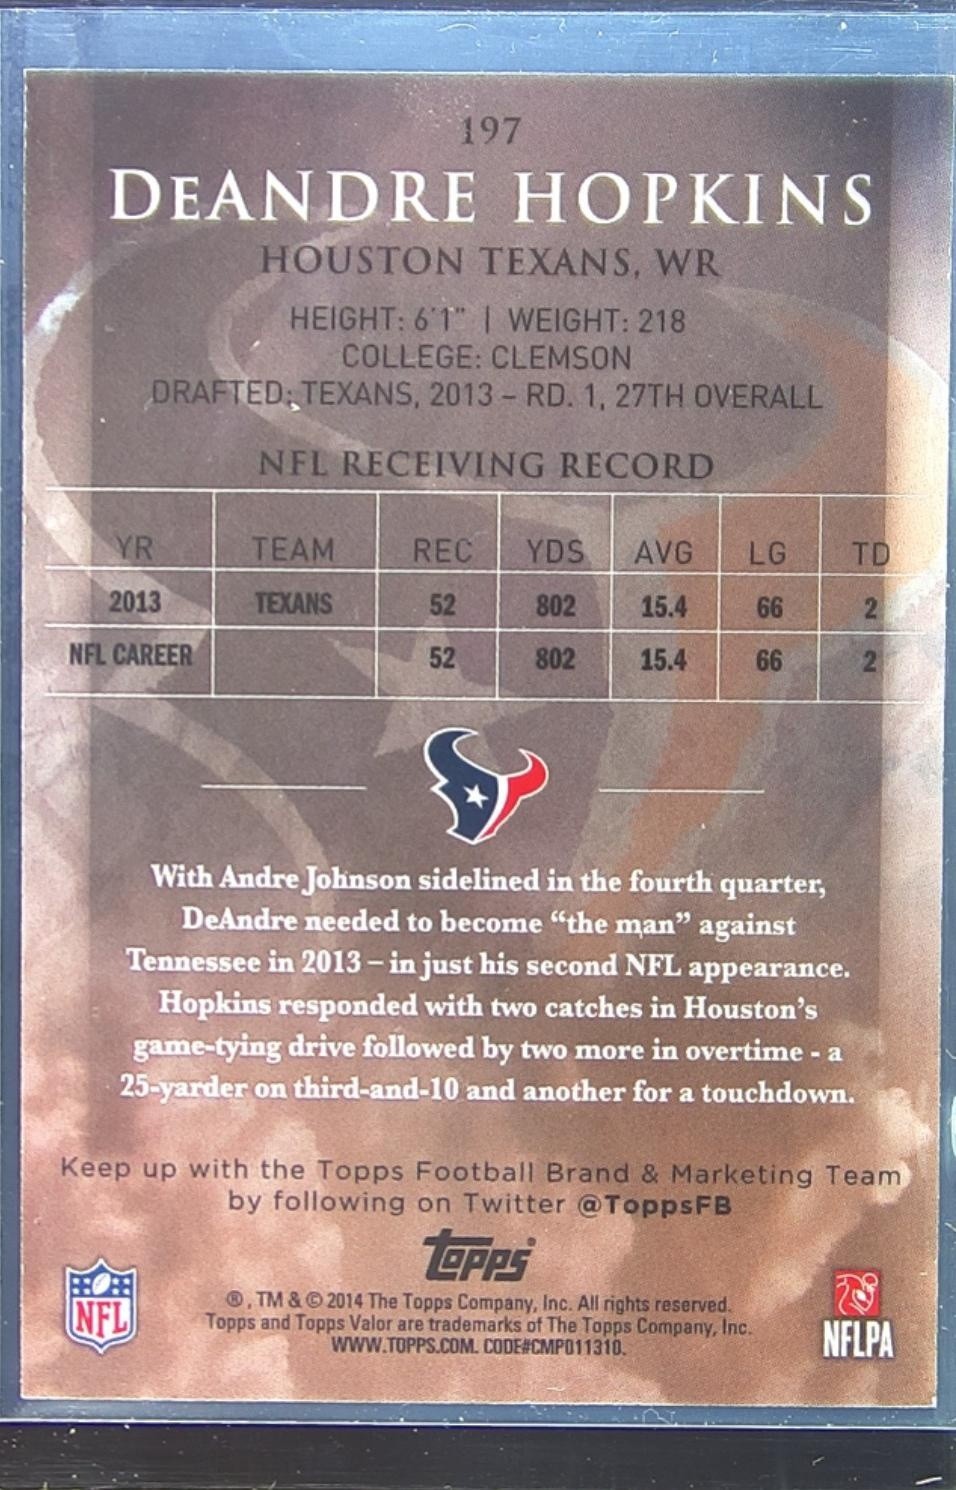 197
DeANDRE HOPKINS
HOUSTON TEXANS, WR
HEIGHT: 6'1" | WEIGHT: 218
COLLEGE: CLEMSON
DRAFTED: TEXANS, 2013 – RD. 1, 27TH OVERALL
NFL RECEIVING RECORD
YR TEAM REC YDS AVG LG TD
2013 TEXANS 52 802 15.4 66 2
NFL CAREER 52 802 15.4 66 2
With Andre Johnson sidelined in the fourth quarter,
DeAndre needed to become “the man” against
Tennessee in 2013 – in just his second NFL appearance.
Hopkins responded with two catches in Houston’s
game-tying drive followed by two more in overtime - a
25-yarder on third-and-10 and another for a touchdown.
Keep up with the Topps Football Brand & Marketing Team
by following on Twitter @ToppsFB
Topps
NFL
®, TM & © 2014 The Topps Company, Inc. All rights reserved.
Topps and Topps Valor are trademarks of The Topps Company, Inc.
WWW.TOPPS.COM. CODE#CMP011310.
NFLPA